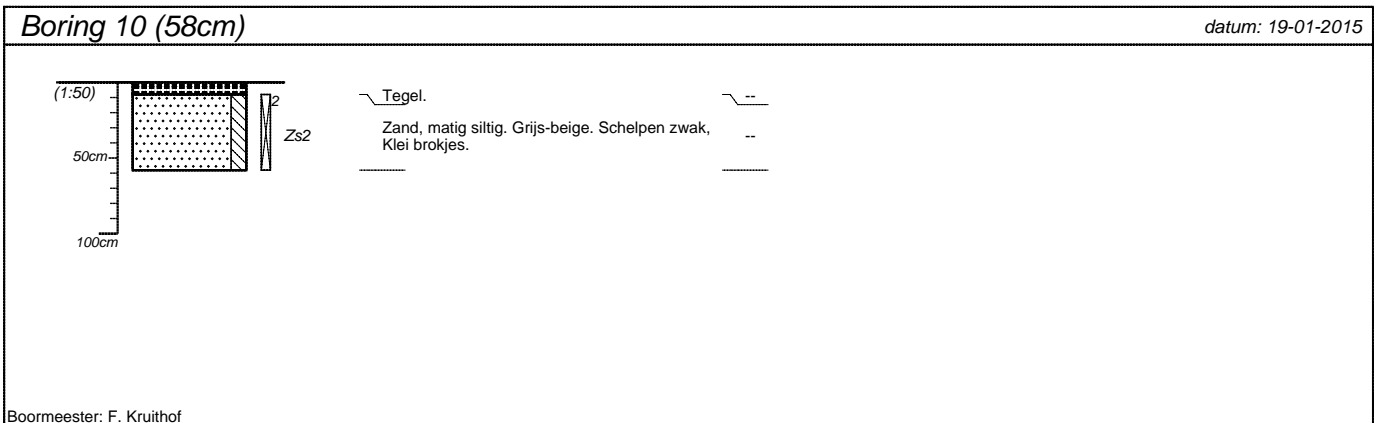 Boring 10 (58cm)
datum: 19-01-2015
(1:50)
2
Tegel.
--
Zs2
Zand, matig siltig. Grijs-beige. Schelpen zwak,
Klei brokjes.
--
50cm
100cm
Boormeester: F. Kruithof